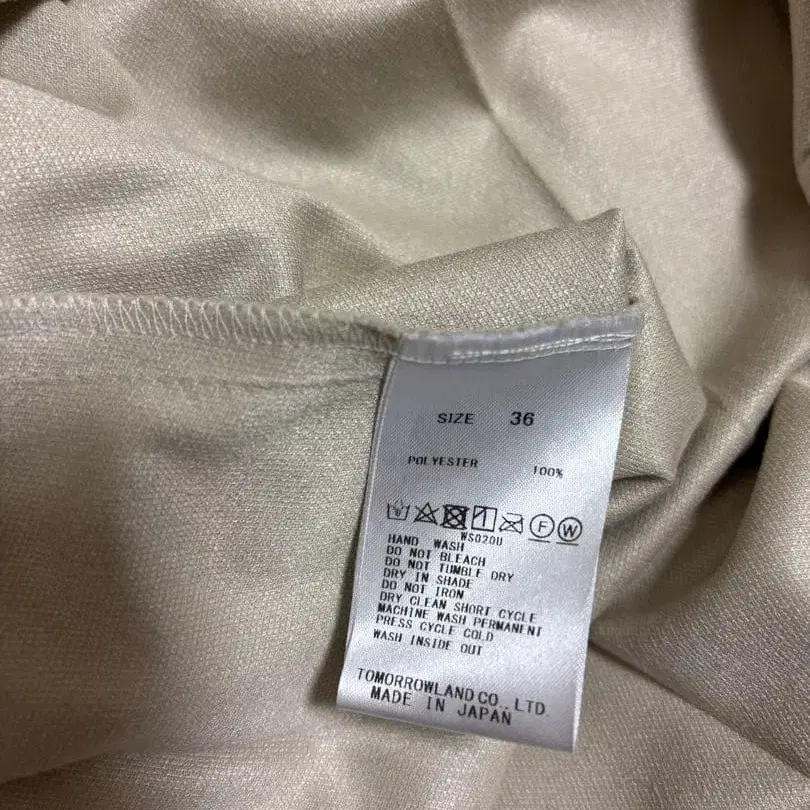 SIZE 36
POLYESTER 100%
F W
WS020U
HAND WASH
DO NOT BLEACH
DO NOT TUMBLE DRY
DRY IN SHADE
DO NOT IRON
DRY CLEAN SHORT CYCLE
MACHINE WASH PERMANENT
PRESS CYCLE COLD
WASH INSIDE OUT
TOMORROWLAND CO., LTD.
MADE IN JAPAN